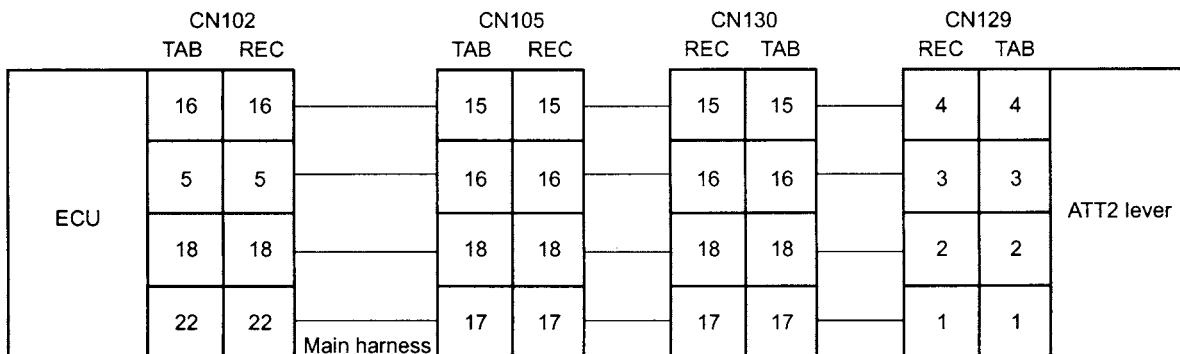 CN102 CN105 CN130 CN129
TAB REC TAB REC REC TAB REC TAB
16 16 15 15 15 15 4 4
5 5 16 16 16 16 3 3
ECU ATT2 lever
18 18 18 18 18 18 2 2
22 22 17 17 17 17 1 1
Main harness